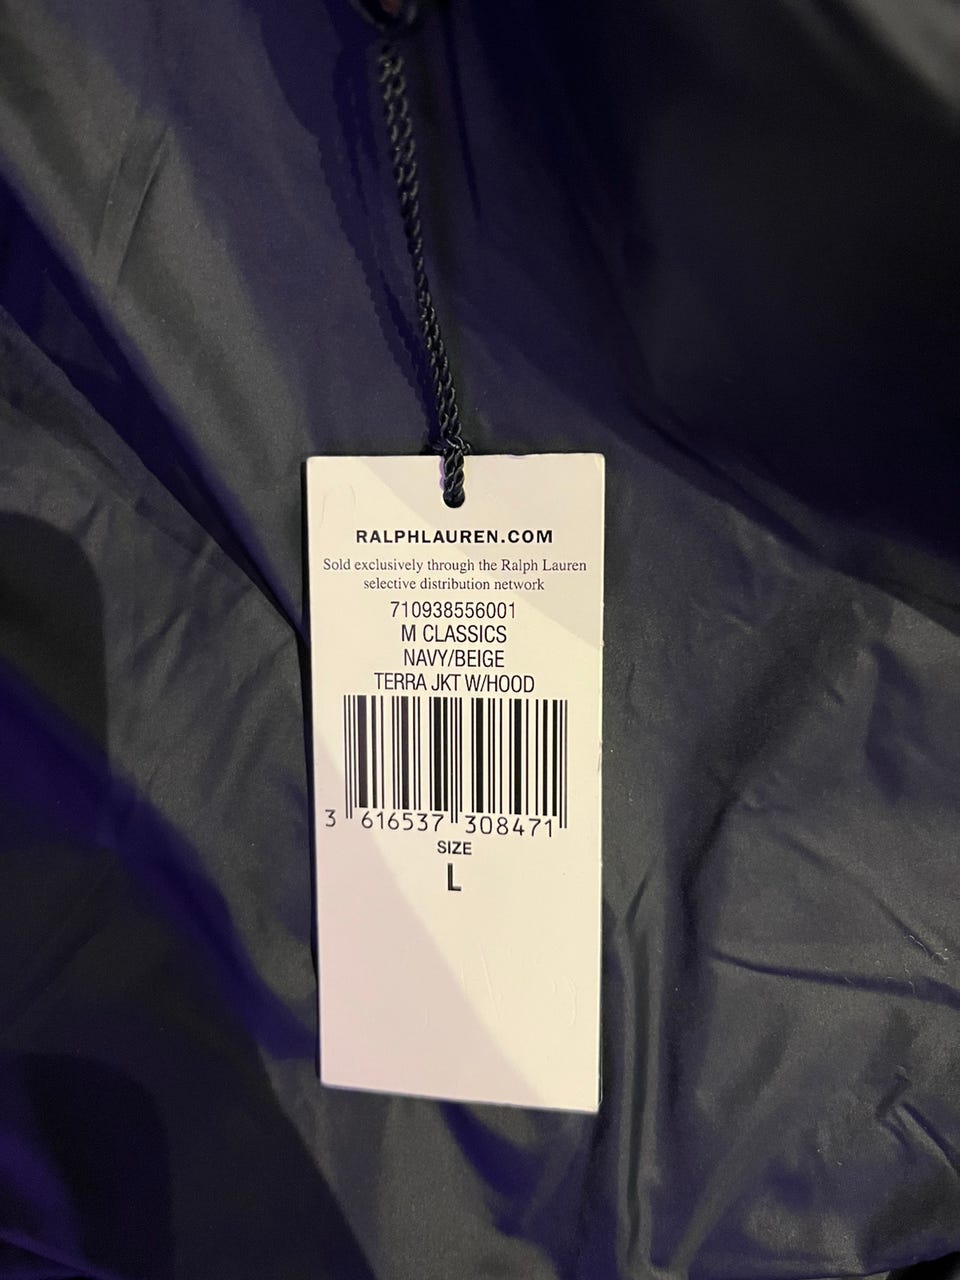 RALPHLAUREN.COM
Sold exclusively through the Ralph Lauren
selective distribution network
710938556001
M CLASSICS
NAVY/BEIGE
TERRA JKT W/HOOD
3 616537 308471
SIZE
L